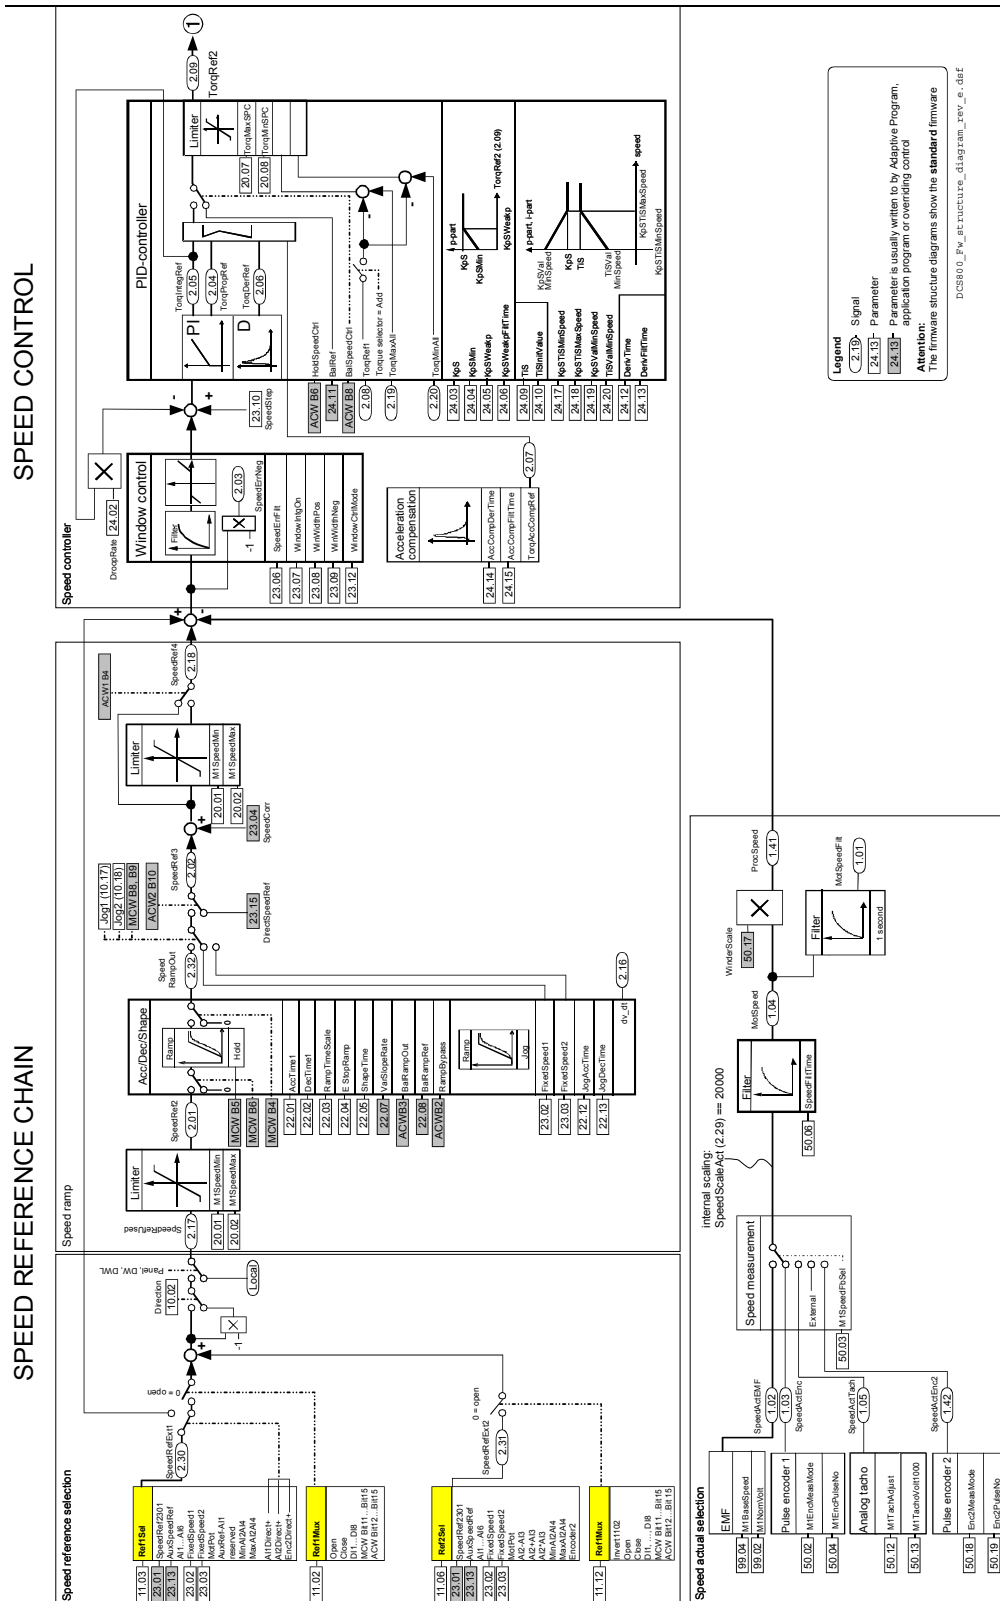 SPEED REFERENCE CHAIN
SPEED CONTROL
Speed reference selection
11.03
Ref1Sel
23.01
SpeedRef2301
23.13
AuxSpeedRef
AI1...AI6
23.02
FixedSpeed1
23.03
FixedSpeed2
MotPot
AuxRef-AI1
reserved
MinAI2AI4
MaxAI2AI4
AI1Direct+
AI2Direct+
Enc2Direct+
11.02
Ref1Mux
Open
Close
DI1...DI8
MCW Bit11...Bit15
ACW Bit12...Bit15
11.06
Ref2Sel
23.01
SpeedRef2301
23.13
AuxSpeedRef
AI1...AI6
23.02
FixedSpeed1
23.03
FixedSpeed2
MotPot
AI2-AI3
AI2+AI3
AI2*AI3
MinAI2AI4
MaxAI2AI4
Encoder2
11.12
Ref1Mux
Invert1102
Open
Close
DI1...DI8
MCW Bit11...Bit15
ACW Bit12...Bit15
SpeedRefExt1
2.30
open = 0
SpeedRefExt2
2.31
0 = open
+
-1
Direction
10.02
Panel, DW, DWL
Local
Speed ramp
SpeedRefUsed
2.17
Limiter
20.01
M1SpeedMin
20.02
M1SpeedMax
SpeedRef2
2.01
Acc/Dec/Shape
Ramp
Hold
0
0
MCW B5
MCW B6
MCW B4
22.01
AccTime1
22.02
DecTime1
22.03
RampTimeScale
22.04
E StopRamp
22.05
ShapeTime
22.07
VarSlopeRate
ACWB3
BalRampOut
22.08
BalRampRef
ACWB2
RampBypass
Ramp
Jog
23.02
FixedSpeed1
23.03
FixedSpeed2
22.12
JogAccTime
22.13
JogDecTime
dv_dt
2.16
Speed
RampOut
2.32
Jog1 (10.17)
Jog2 (10.18)
MCW B8, B9
ACW2 B10
23.15
DirectSpeedRef
SpeedRef3
2.02
+
23.04
SpeedCorr
Limiter
20.01
M1SpeedMin
20.02
M1SpeedMax
ACW1 B4
SpeedRef4
2.18
+
-
Speed controller
DroopRate
24.02
Window control
Filter
-1
2.03
SpeedErrNeg
23.06
SpeedErrFilt
23.07
WindowIntgOn
23.08
WinWidthPos
23.09
WinWidthNeg
23.12
WindowCtrlMode
-
+
23.10
SpeedStep
Acceleration
compensation
24.14
AccCompDerTime
24.15
AccCompFiltTime
TorqAccCompRef
2.07
PID-controller
PI
D
TorqIntegRef
2.05
2.04
TorqPropRef
TorqDerRef
2.06
Limiter
20.07
TorqMaxSPC
20.08
TorqMinSPC
2.09
TorqRef2
1
ACW B6
HoldSpeedCtrl
24.11
BalRef
ACW B8
BalSpeedCtrl
2.08
TorqRef1
Torque selector = Add
2.19
TorqMaxAll
2.20
TorqMinAll
-
-
24.03
KpS
24.04
KpSMin
24.05
KpSWeakp
24.06
KpSWeakpFiltTime
24.09
TiS
24.10
TiSInitValue
24.17
KpSTiSMinSpeed
24.18
KpSTiSMaxSpeed
24.19
KpSValMinSpeed
24.20
TiSValMinSpeed
24.12
DerivTime
24.13
DerivFiltTime
p-part
KpS
KpSMin
TorqRef2 (2.09)
KpSWeakp
p-part, i-part
KpSVal
MinSpeed
KpS
TiS
TiSVal
MinSpeed
speed
KpSTiSMaxSpeed
KpSTiSMinSpeed
Speed actual selection
EMF
99.04
M1BaseSpeed
99.02
M1NomVolt
Pulse encoder 1
50.02
M1EncMeasMode
50.04
M1EncPulseNo
Analog tacho
50.12
M1TachAdjust
50.13
M1TachoVolt1000
Pulse encoder 2
50.18
Enc2MeasMode
50.19
Enc2PulseNo
SpeedActEMF
1.02
1.03
SpeedActEnc
SpeedActTach
1.05
SpeedActEnc2
1.42
Speed measurement
External
50.03
M1SpeedFbSel
internal scaling:
SpeedScaleAct (2.29) == 20000
Filter
50.06
SpeedFiltTime
MotSpeed
1.04
WinderScale
50.17
Filter
1 second
MotSpeedFilt
1.01
ProcSpeed
1.41
Legend
2.19
Signal
24.13
Parameter
24.13
Parameter is usually written to by Adaptive Program,
application program or overriding control
Attention:
The firmware structure diagrams show the standard firmware
DCS800_Fw_structure_diagram_rev_e.dsf